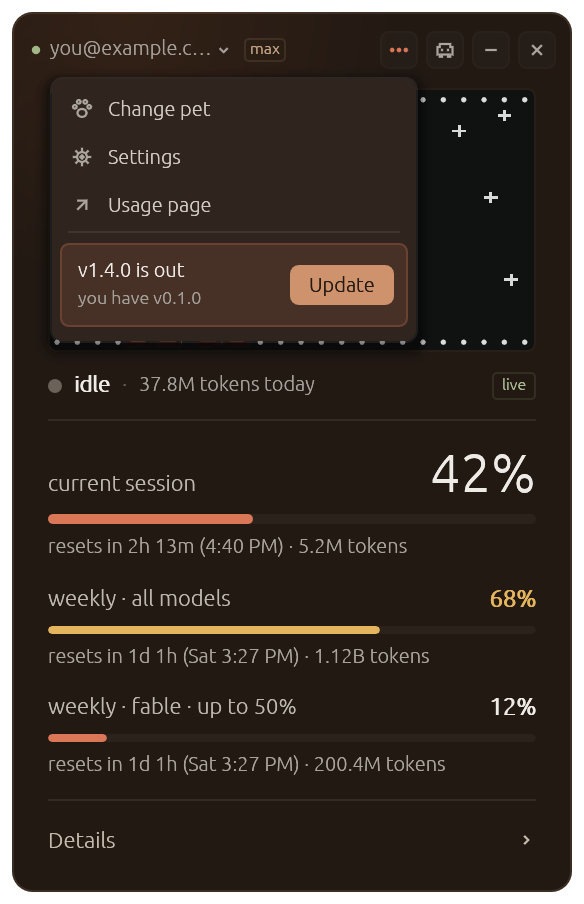 you@example.c... max
Change pet
Settings
Usage page
v1.4.0 is out
you have v0.1.0
Update
idle · 37.8M tokens today
live
current session
42%
resets in 2h 13m (4:40 PM) · 5.2M tokens
weekly · all models
68%
resets in 1d 1h (Sat 3:27 PM) · 1.12B tokens
weekly · fable · up to 50%
12%
resets in 1d 1h (Sat 3:27 PM) · 200.4M tokens
Details